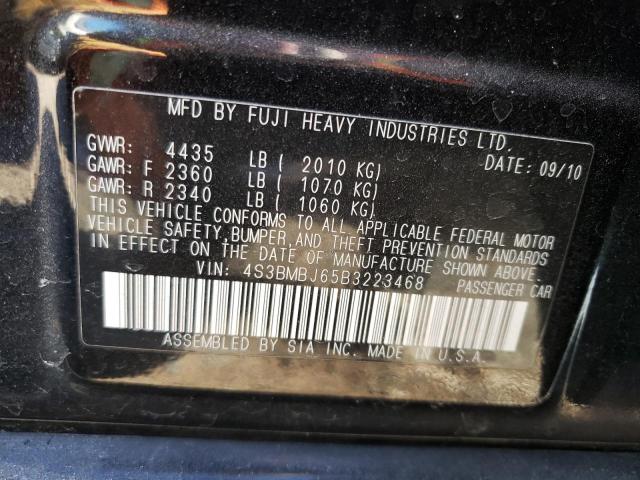 MFD BY FUJI HEAVY INDUSTRIES LTD.
GVWR: 4435 LB ( 2010 KG) DATE: 09/10
GAWR: F 2360 LB ( 1070 KG)
GAWR: R 2340 LB ( 1060 KG)
THIS VEHICLE CONFORMS TO ALL APPLICABLE FEDERAL MOTOR
VEHICLE SAFETY, BUMPER, AND THEFT PREVENTION STANDARDS
IN EFFECT ON THE DATE OF MANUFACTURE SHOWN ABOVE.
VIN: 4S3BMBJ65B3223468 PASSENGER CAR
ASSEMBLED BY SIA INC. MADE IN U.S.A.